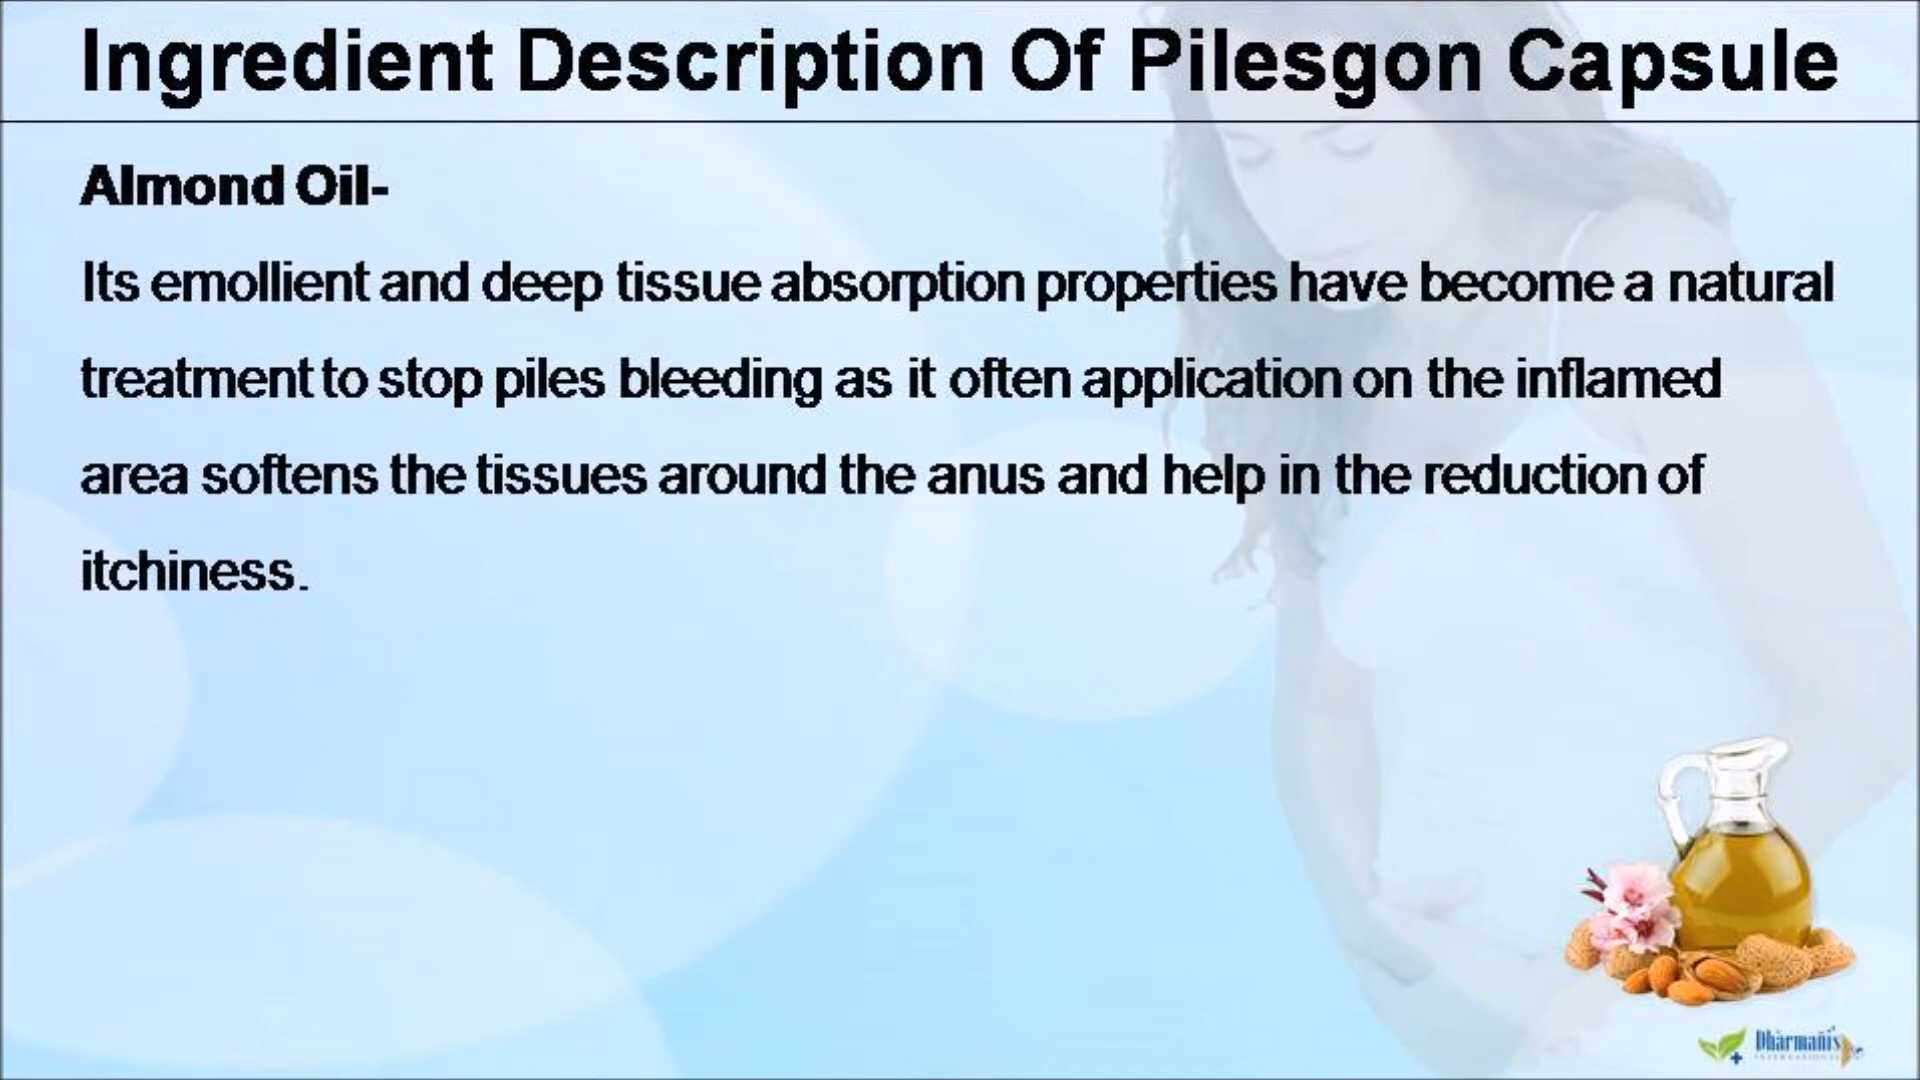 Ingredient Description Of Pilesgon Capsule
Almond Oil-
Its emollient and deep tissue absorption properties have become a natural
treatment to stop piles bleeding as it often application on the inflamed
area softens the tissues around the anus and help in the reduction of
itchiness.
Dharmani's
INTERNATIONAL